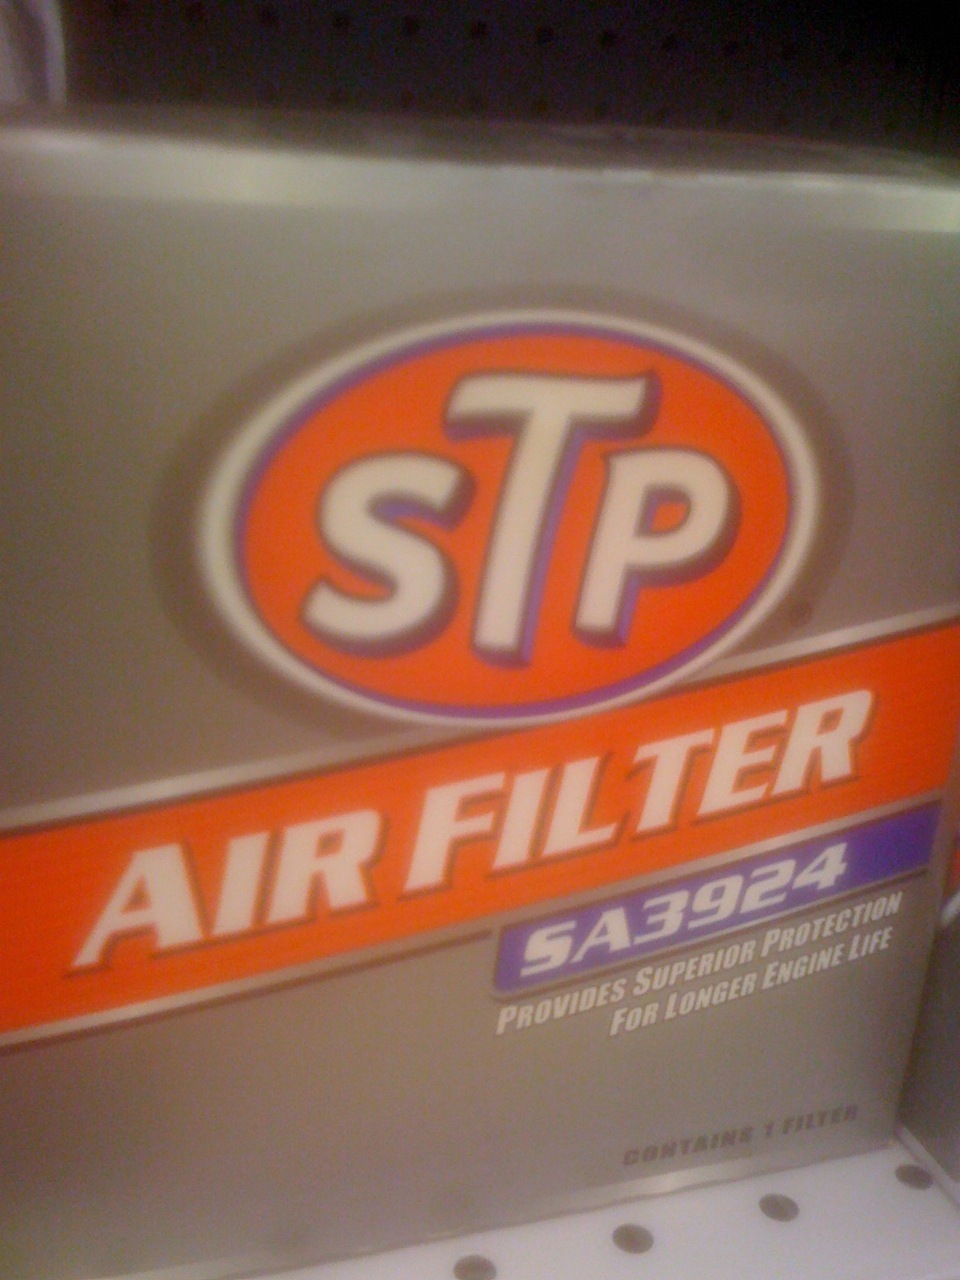 STP
AIR FILTER
SA3924
PROVIDES SUPERIOR PROTECTION
FOR LONGER ENGINE LIFE
CONTAINS 1 FILTER